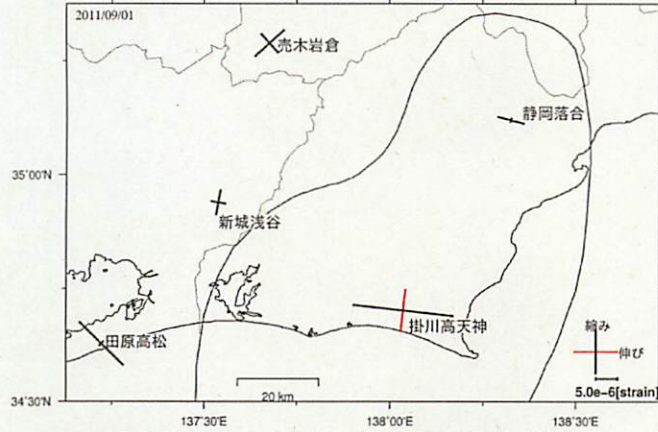 2011/09/01
売木岩倉
静岡落合
35°00'N
新城浅谷
田原高松
掛川高天神
縮み
伸び
5.0e-6[strain]
20 km
34°30'N
137°30'E
138°00'E
138°30'E